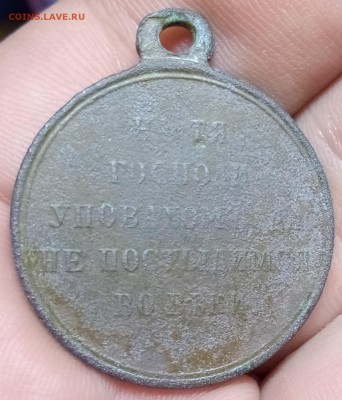 COINS.LAVE.RU
ТЯ
ГОСПОДИ
УПОВАХОМЪ
НЕ ПОСТЫДИМСЯ
ВО ВѢКИ